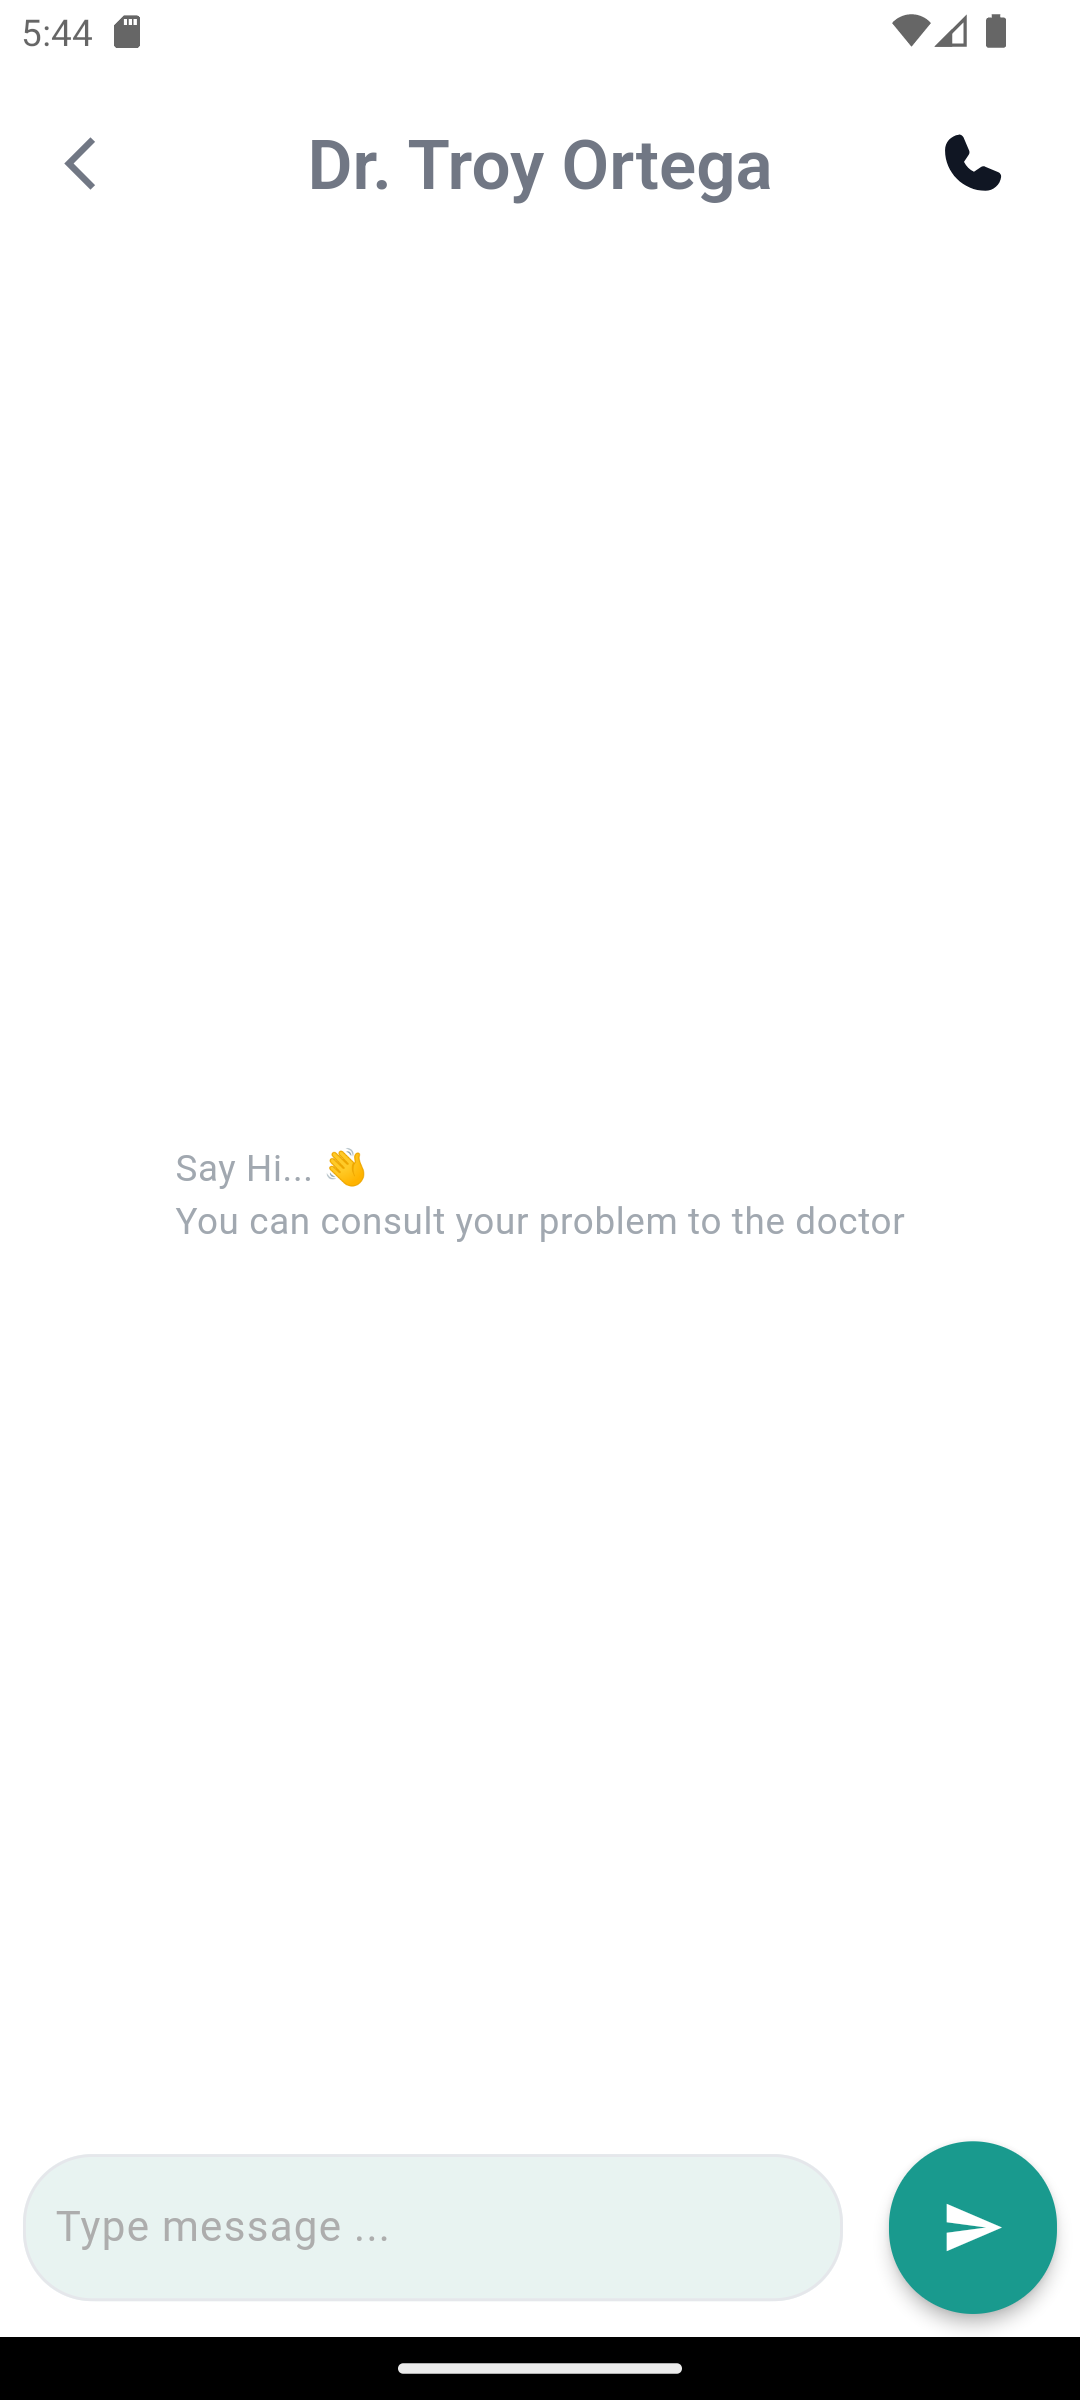 5:44
Dr. Troy Ortega
Say Hi... 👋
You can consult your problem to the doctor
Type message ...